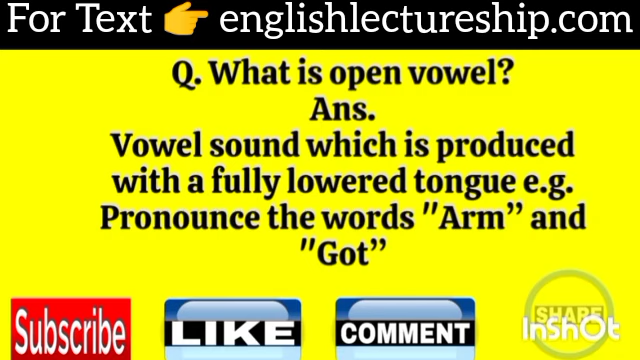 For Text 👉 englishlectureship.com
Q. What is open vowel?
Ans.
Vowel sound which is produced
with a fully lowered tongue e.g.
Pronounce the words "Arm” and
"Got”
Subscribe
LIKE
COMMENT
SHARE
InShOt